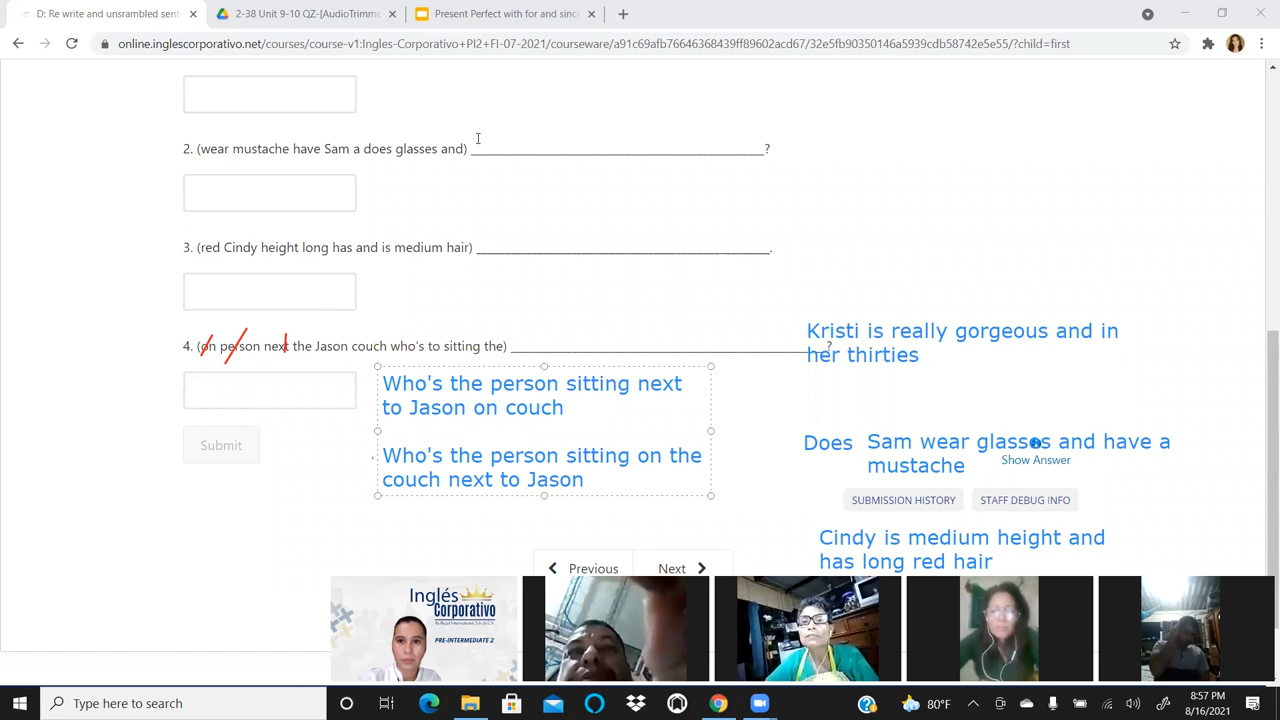 D: Re write and unsrambled sent
2-38 Unit 9-10 QZ-[AudioTrimme
Present Perfect with for and since
online.inglescorporativo.net/courses/course-v1:Ingles-Corporativo+PI2+FI-07-2021/courseware/a91c69afb76646368439ff89602acd67/32e5fb90350146a5939cdb58742e5e55/?child=first
2. (wear mustache have Sam a does glasses and) ______________________________________?
3. (red Cindy height long has and is medium hair) ______________________________________.
4. (on person next the Jason couch who's to sitting the) ______________________________________?
Kristi is really gorgeous and in
her thirties
Who's the person sitting next
to Jason on couch
Who's the person sitting on the
couch next to Jason
Submit
Does Sam wear glasses and have a
mustache
Show Answer
SUBMISSION HISTORY
STAFF DEBUG INFO
Cindy is medium height and
has long red hair
Previous
Next
Inglés
Corporativo
PRE-INTERMEDIATE 2
Type here to search
80°F
8:57 PM
8/16/2021